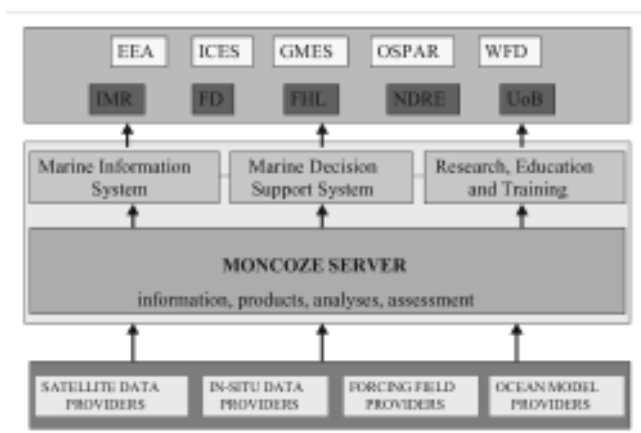 EEA ICES GMES OSPAR WFD
IMR FD FHL NDRE UoB
Marine Information
System
Marine Decision
Support System
Research, Education
and Training
MONCOZE SERVER
information, products, analyses, assessment
SATELLITE DATA
PROVIDERS
IN-SITU DATA
PROVIDERS
FORCING FIELD
PROVIDERS
OCEAN MODEL
PROVIDERS